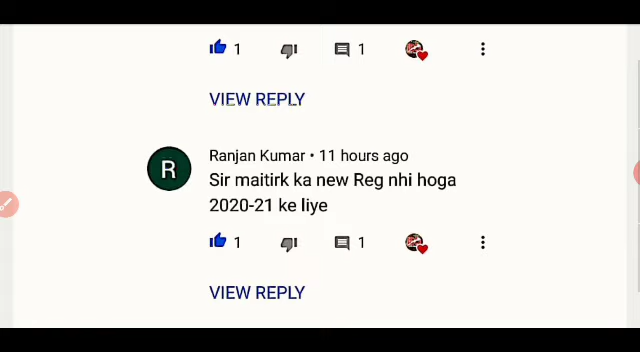 1 1
VIEW REPLY
R
Ranjan Kumar • 11 hours ago
Sir maitirk ka new Reg nhi hoga
2020-21 ke liye
1 1
VIEW REPLY